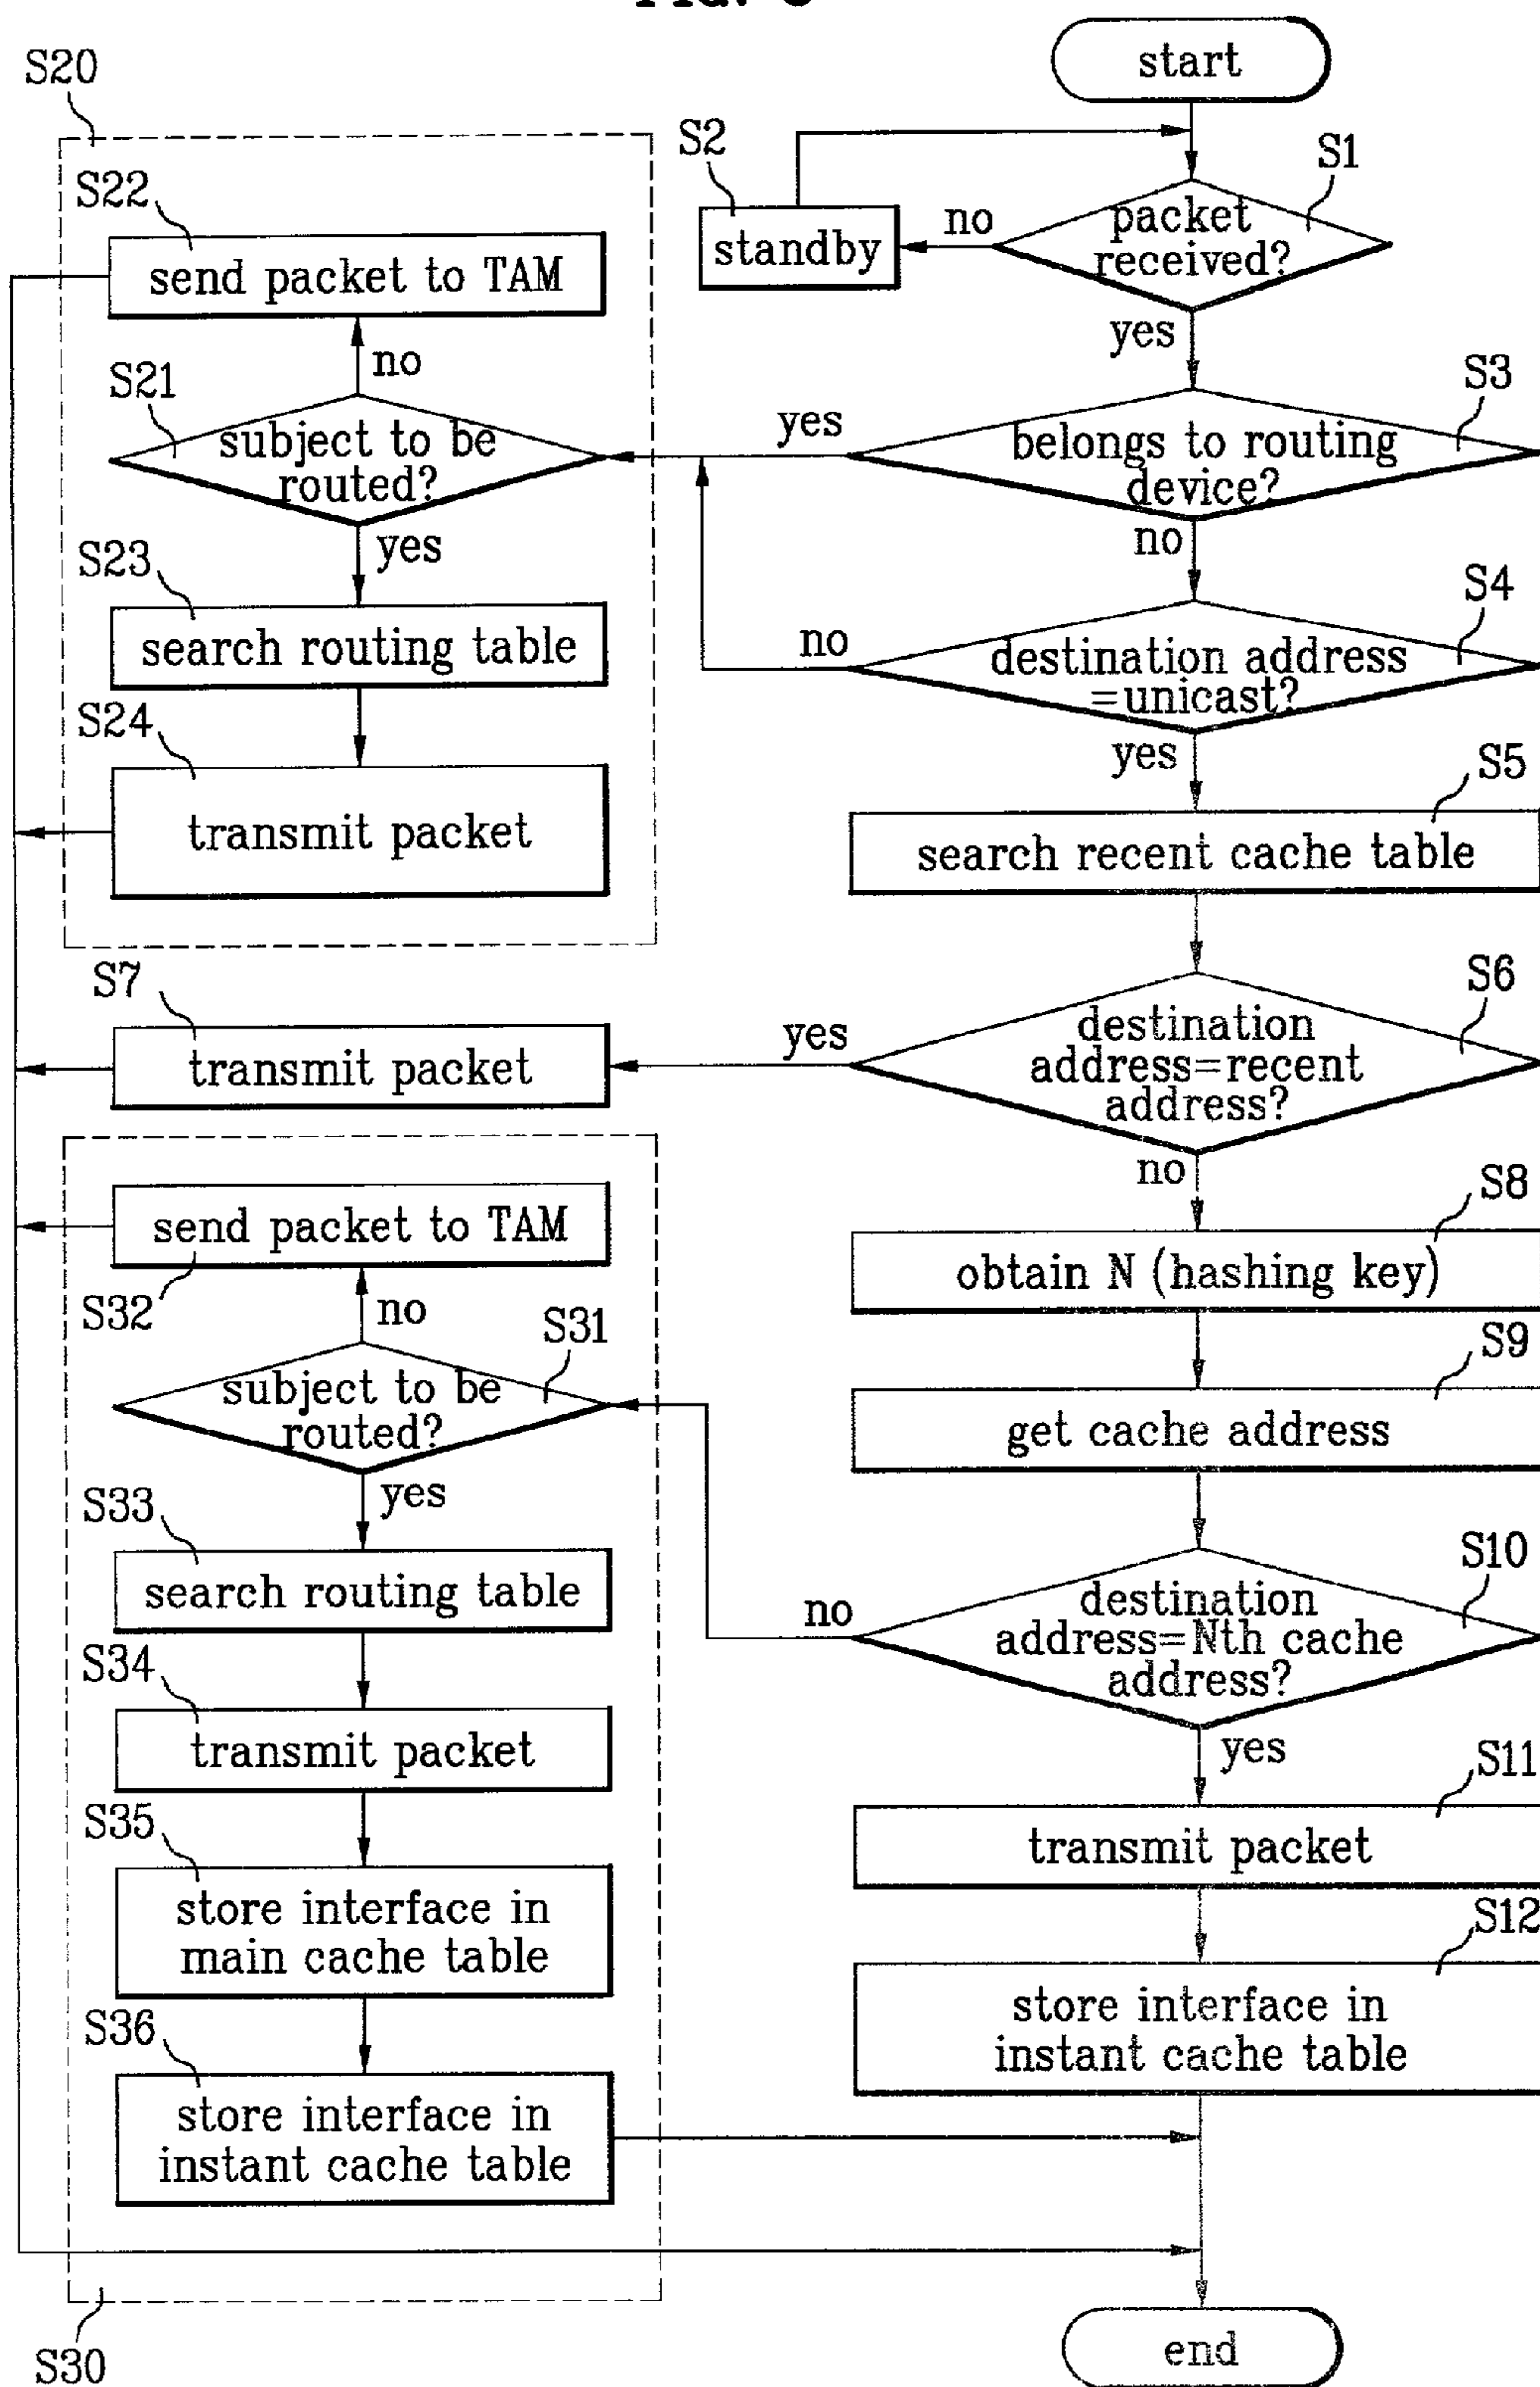 start
S20
S2
S1
S22
packet
received?
no
standby
send packet to TAM
yes
no
S3
S21
yes
belongs to routing
device?
subject to be
routed?
no
yes
S4
S23
no
destination address
=unicast?
search routing table
S24
yes
S5
transmit packet
search recent cache table
S7
S6
yes
destination
address=recent
address?
transmit packet
no
S8
send packet to TAM
obtain N (hashing key)
S32
no
S31
S9
subject to be
routed?
get cache address
yes
S33
S10
no
destination
address=Nth cache
address?
search routing table
S34
yes
transmit packet
S11
transmit packet
S35
store interface in
main cache table
S12
store interface in
instant cache table
S36
store interface in
instant cache table
S30
end